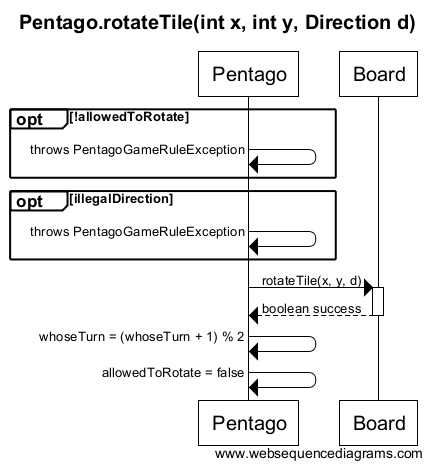 Pentago.rotateTile(int x, int y, Direction d)
Pentago
Board
opt
[!allowedToRotate]
throws PentagoGameRuleException
opt
[illegalDirection]
throws PentagoGameRuleException
rotateTile(x, y, d)
boolean success
whoseTurn = (whoseTurn + 1) % 2
allowedToRotate = false
Pentago
Board
www.websequencediagrams.com